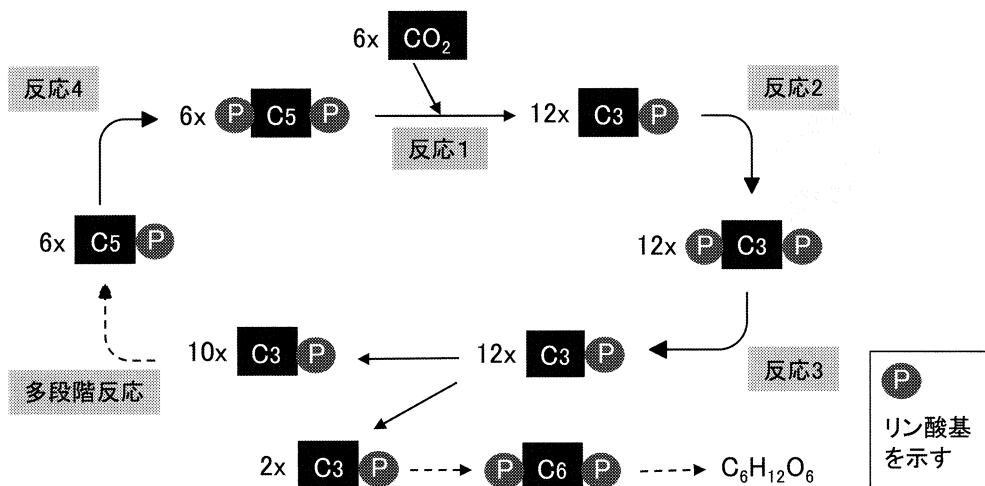 6x CO₂
反応4
反応2
6x P C5 P
12x C3 P
反応1
6x C5 P
12x P C3 P
10x C3 P
12x C3 P
反応3
多段階反応
2x C3 P
P C6 P
C₆H₁₂O₆
P
リン酸基
を示す